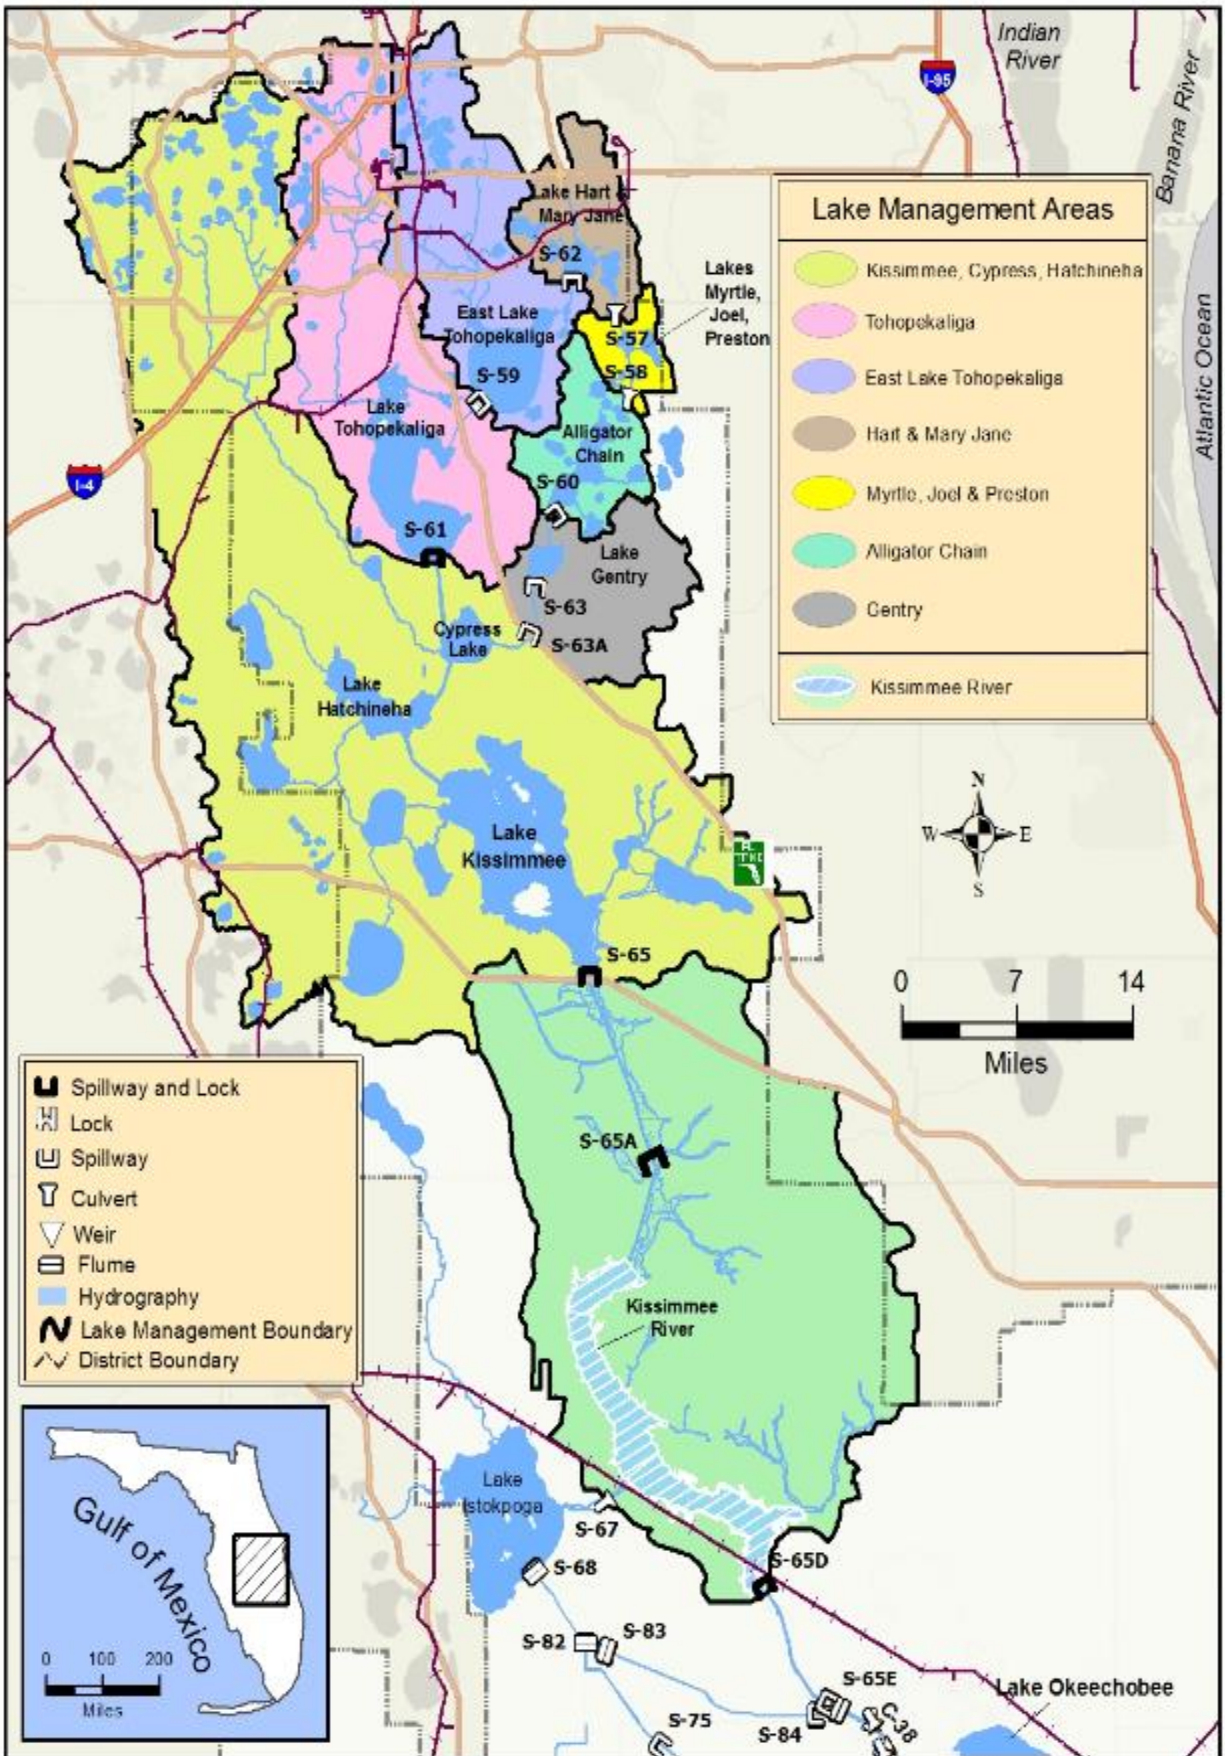 Indian
River
I-95
Banana River
Lake Hart &
Mary Jane
Lake Management Areas
S-62
Kissimmee, Cypress, Hatchineha
Lakes
Myrtle,
Joel,
Preston
East Lake
Tohopekaliga
S-57
Tohopekaliga
Atlantic Ocean
S-59
S-58
East Lake Tohopekaliga
Lake
Tohopekaliga
Alligator
Chain
Hart & Mary Jane
I-4
S-60
Myrtle, Joel & Preston
S-61
Lake
Gentry
Alligator Chain
S-63
Gentry
Cypress
Lake
S-63A
Lake
Hatchineha
Kissimmee River
N
W
E
S
Lake
Kissimmee
S-65
0 7 14
Miles
Spillway and Lock
Lock
Spillway
Culvert
Weir
Flume
Hydrography
Lake Management Boundary
District Boundary
S-65A
Kissimmee
River
Gulf of Mexico
0 100 200
Miles
Lake
Istokpoga
S-67
S-68
S-65D
S-82
S-83
S-65E
Lake Okeechobee
S-75
S-84
C-38